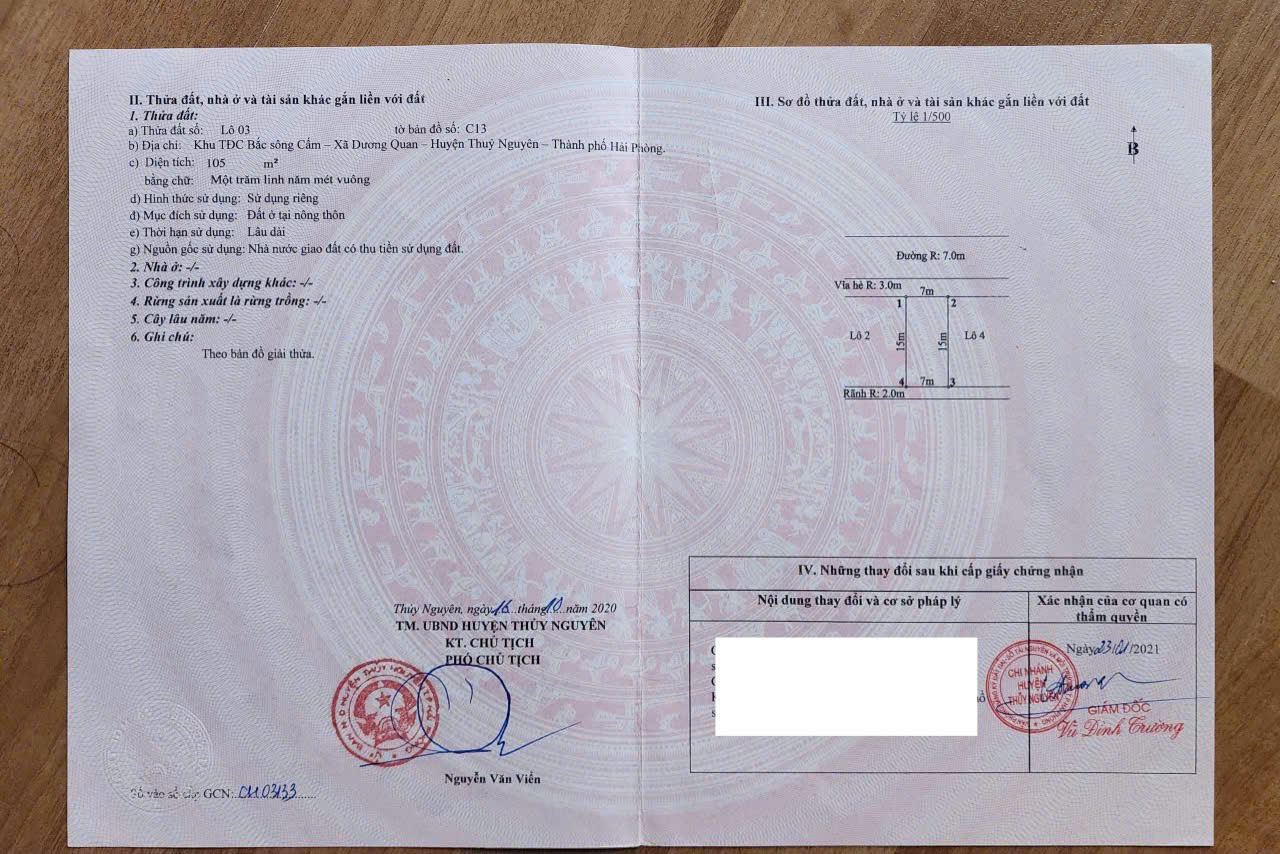 II. Thửa đất, nhà ở và tài sản khác gắn liền với đất
1. Thửa đất:
a) Thửa đất số: Lô 03 tờ bản đồ số: C13
b) Địa chỉ: Khu TĐC Bắc sông Cấm – Xã Dương Quan – Huyện Thuỷ Nguyên – Thành phố Hải Phòng.
c) Diện tích: 105 m²
bằng chữ: Một trăm linh năm mét vuông
d) Hình thức sử dụng: Sử dụng riêng
đ) Mục đích sử dụng: Đất ở tại nông thôn
e) Thời hạn sử dụng: Lâu dài
g) Nguồn gốc sử dụng: Nhà nước giao đất có thu tiền sử dụng đất.
2. Nhà ở: -/-
3. Công trình xây dựng khác: -/-
4. Rừng sản xuất là rừng trồng: -/-
5. Cây lâu năm: -/-
6. Ghi chú:
Theo bản đồ giải thửa.
Thủy Nguyên, ngày 16 tháng 10 năm 2020
TM. UBND HUYỆN THỦY NGUYÊN
KT. CHỦ TỊCH
PHÓ CHỦ TỊCH
Nguyễn Văn Viển
Số vào sổ cấp GCN: CH03133
III. Sơ đồ thửa đất, nhà ở và tài sản khác gắn liền với đất
Tỷ lệ 1/500
B
Đường R: 7.0m
Vỉa hè R: 3.0m
7m
1 2
Lô 2 15m 15m Lô 4
4 7m 3
Rãnh R: 2.0m
IV. Những thay đổi sau khi cấp giấy chứng nhận
Nội dung thay đổi và cơ sở pháp lý
Xác nhận của cơ quan có
thẩm quyền
Ngày 23/01/2021
CHI NHÁNH
HUYỆN
THỦY NGUYÊN
GIÁM ĐỐC
Vũ Đình Trường